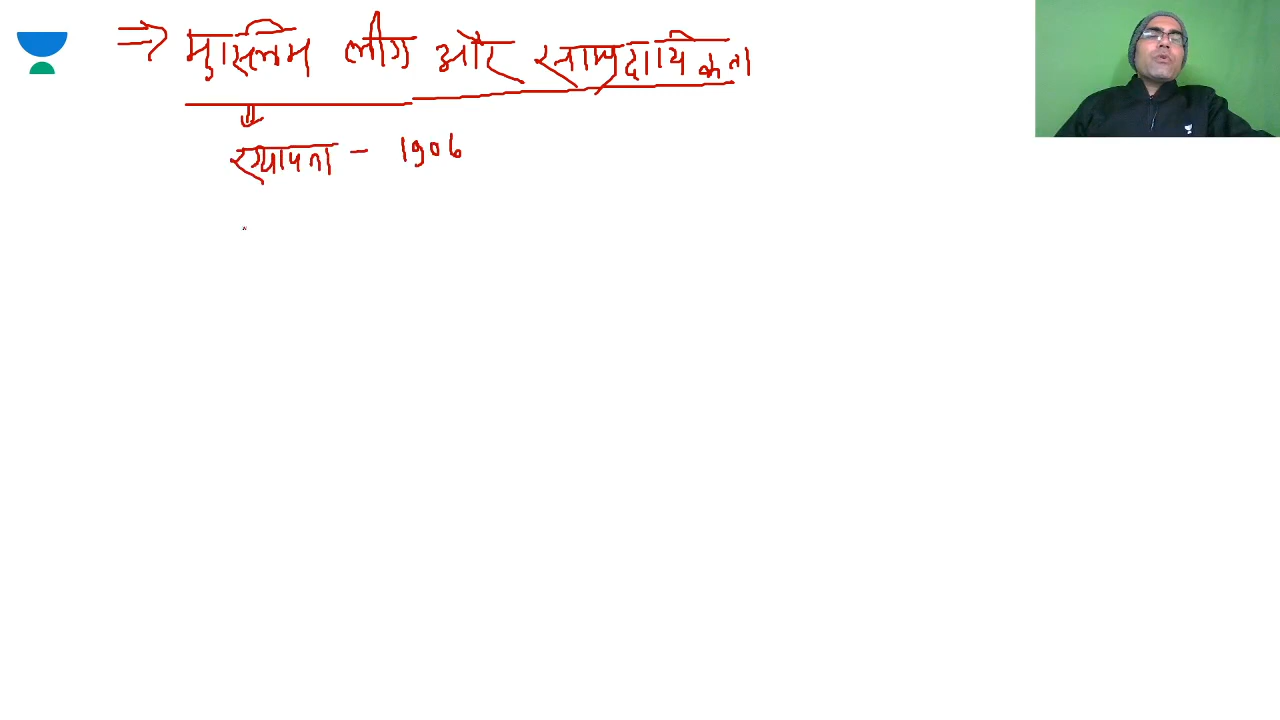 ⇒ मुस्लिम लीग और साम्प्रदायिकता
स्थापना - 1906